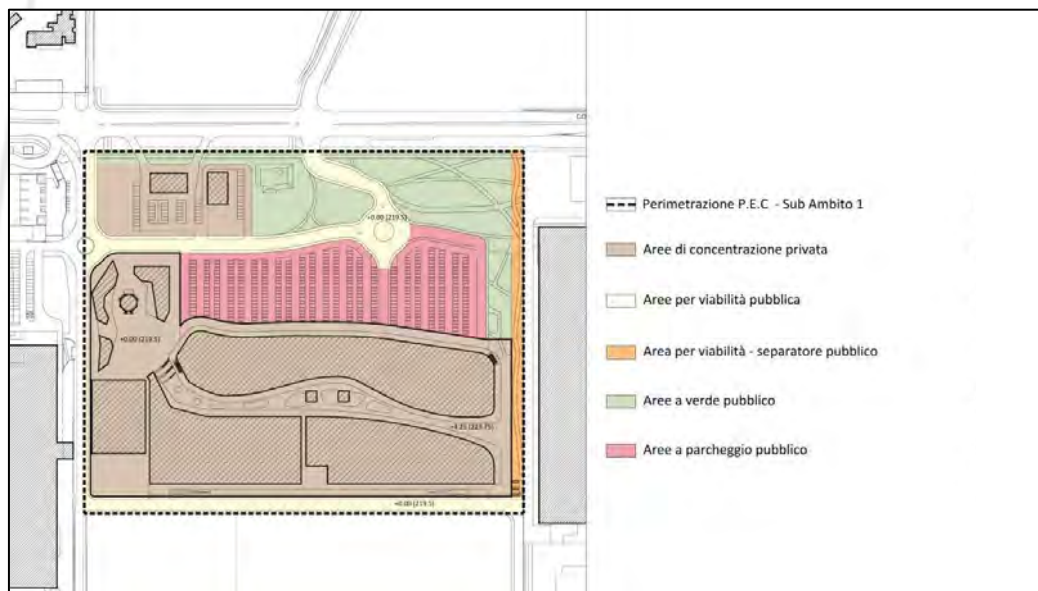 +0.00 (219.5)
+0.00 (219.5)
+0.00 (219.5)
Perimetrazione P.E.C - Sub Ambito 1
Aree di concentrazione privata
Aree per viabilità pubblica
Area per viabilità - separatore pubblico
Aree a verde pubblico
Aree a parcheggio pubblico